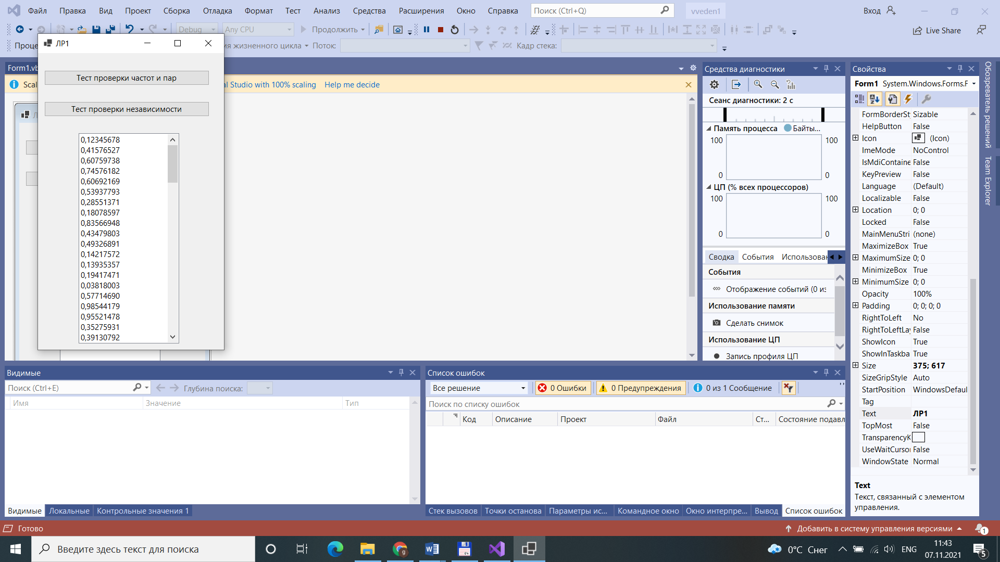 Файл Правка Вид Проект Сборка Отладка Формат Тест Анализ Средства Расширения Окно Справка Поиск (Ctrl+Q) vveden1 Вход
Debug Any CPU Продолжить Live Share
Проце ия жизненного цикла Поток: Кадр стека:
ЛР1
Тест проверки частот и пар
Тест проверки независимости
0,12345678
0,41576527
0,60759738
0,74576182
0,60692169
0,53937793
0,28551371
0,18078597
0,83566948
0,43479803
0,49326891
0,14217572
0,13935357
0,19417471
0,03818003
0,57714690
0,98544179
0,95521478
0,35275931
0,39130792
Form1.vb
Scal al Studio with 100% scaling Help me decide
Средства диагностики
Сеанс диагностики: 2 с
Память процесса Байты...
100 100
0 0
ЦП (% всех процессоров)
100 100
0 0
Сводка События Использован
События
Отображение событий (0 из
Использование памяти
Сделать снимок
Использование ЦП
Запись профиля ЦП
Свойства
Form1 System.Windows.Forms.F
FormBorderSt Sizable
HelpButton False
Icon (Icon)
ImeMode NoControl
IsMdiContaine False
KeyPreview False
Language (Default)
Localizable False
Location 0; 0
Locked False
MainMenuStri (none)
MaximizeBox True
MaximumSize 0; 0
MinimizeBox True
MinimumSize 0; 0
Opacity 100%
Padding 0; 0; 0; 0
RightToLeft No
RightToLeftLa False
ShowIcon True
ShowInTaskba True
Size 375; 617
SizeGripStyle Auto
StartPosition WindowsDefaul
Tag
Text ЛР1
TopMost False
TransparencyK
UseWaitCurso False
WindowState Normal
Text
Текст, связанный с элементом
управления.
Обозреватель решений
Team Explorer
Видимые
Поиск (Ctrl+E) Глубина поиска:
Имя Значение Тип
Видимые Локальные Контрольные значения 1
Список ошибок
Все решение 0 Ошибки 0 Предупреждения 0 из 1 Сообщение
Поиск по списку ошибок
Код Описание Проект Файл Ст... Состояние подавл
Стек вызовов Точки останова Параметры ис... Командное окно Окно интерпре... Вывод Список ошибок
Готово Добавить в систему управления версиями 1
Введите здесь текст для поиска 64 g 0°C Снег ENG 11:43
07.11.2021 5